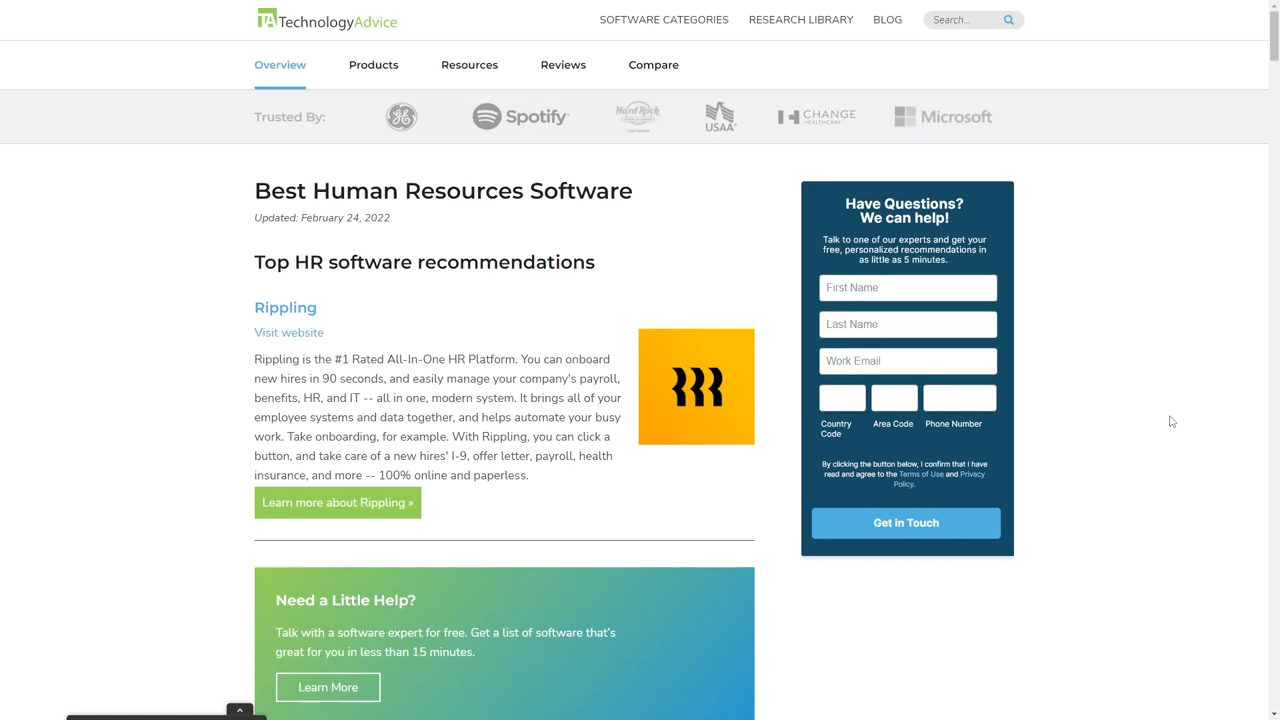 TA TechnologyAdvice
SOFTWARE CATEGORIES RESEARCH LIBRARY BLOG Search...
Overview Products Resources Reviews Compare
Trusted By: GE Spotify Hard Rock USAA CHANGE HEALTHCARE Microsoft
Best Human Resources Software
Updated: February 24, 2022
Top HR software recommendations
Rippling
Visit website
Rippling is the #1 Rated All-In-One HR Platform. You can onboard
new hires in 90 seconds, and easily manage your company's payroll,
benefits, HR, and IT -- all in one, modern system. It brings all of your
employee systems and data together, and helps automate your busy
work. Take onboarding, for example. With Rippling, you can click a
button, and take care of a new hires' I-9, offer letter, payroll, health
insurance, and more -- 100% online and paperless.
Learn more about Rippling »
Need a Little Help?
Talk with a software expert for free. Get a list of software that's
great for you in less than 15 minutes.
Learn More
Have Questions?
We can help!
Talk to one of our experts and get your
free, personalized recommendations in
as little as 5 minutes.
First Name
Last Name
Work Email
Country Code Area Code Phone Number
By clicking the button below, I confirm that I have
read and agree to the Terms of Use and Privacy
Policy.
Get in Touch